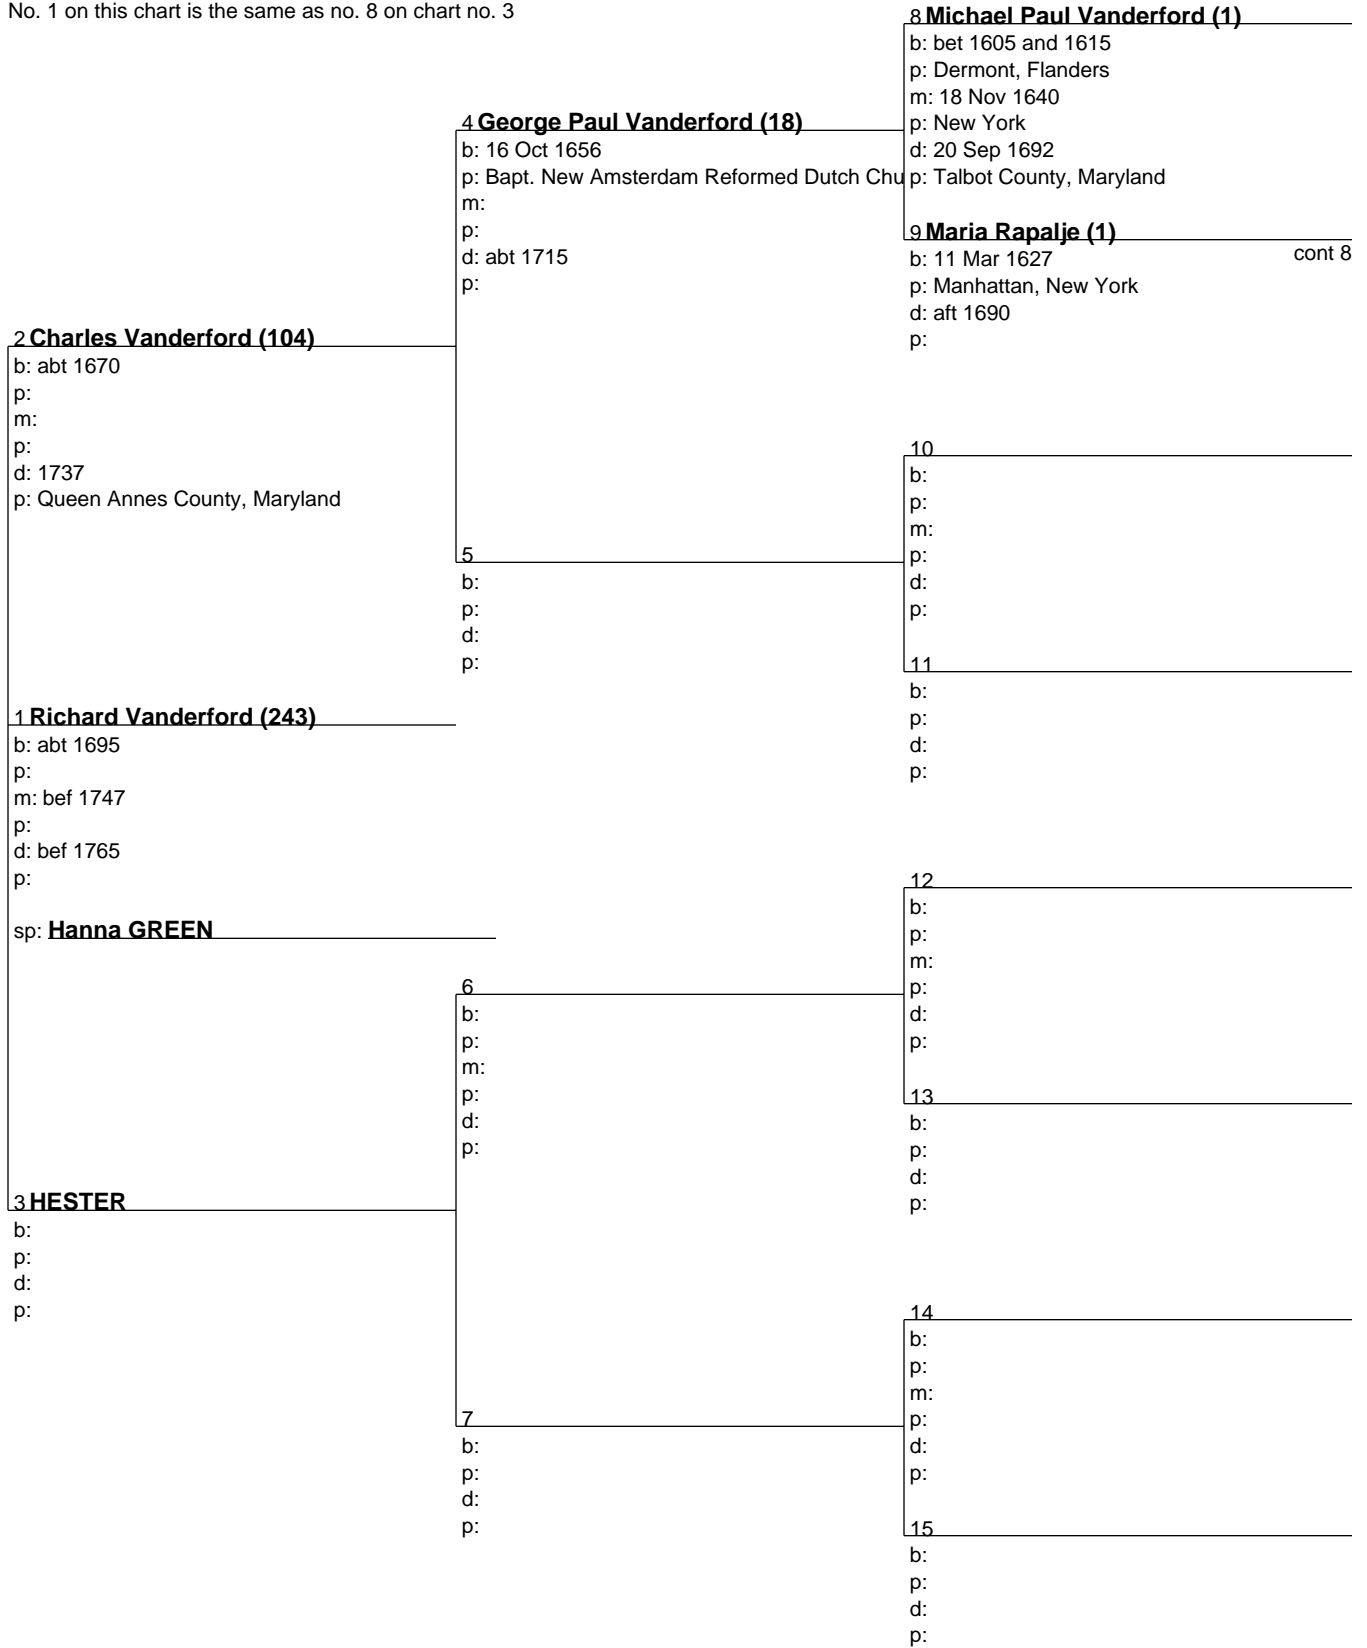 No. 1 on this chart is the same as no. 8 on chart no. 3
8 Michael Paul Vanderford (1)
b: bet 1605 and 1615
p: Dermont, Flanders
m: 18 Nov 1640
p: New York
d: 20 Sep 1692
p: Talbot County, Maryland
4 George Paul Vanderford (18)
b: 16 Oct 1656
p: Bapt. New Amsterdam Reformed Dutch Chu
m:
p:
d: abt 1715
p:
9 Maria Rapalje (1)
cont 8
b: 11 Mar 1627
p: Manhattan, New York
d: aft 1690
p:
2 Charles Vanderford (104)
b: abt 1670
p:
m:
p:
d: 1737
p: Queen Annes County, Maryland
10
b:
p:
m:
p:
d:
p:
5
b:
p:
d:
p:
11
b:
p:
d:
p:
1 Richard Vanderford (243)
b: abt 1695
p:
m: bef 1747
p:
d: bef 1765
p:
sp: Hanna GREEN
12
b:
p:
m:
p:
d:
p:
6
b:
p:
m:
p:
d:
p:
13
b:
p:
d:
p:
3 HESTER
b:
p:
d:
p:
14
b:
p:
m:
p:
d:
p:
7
b:
p:
d:
p:
15
b:
p:
d:
p: